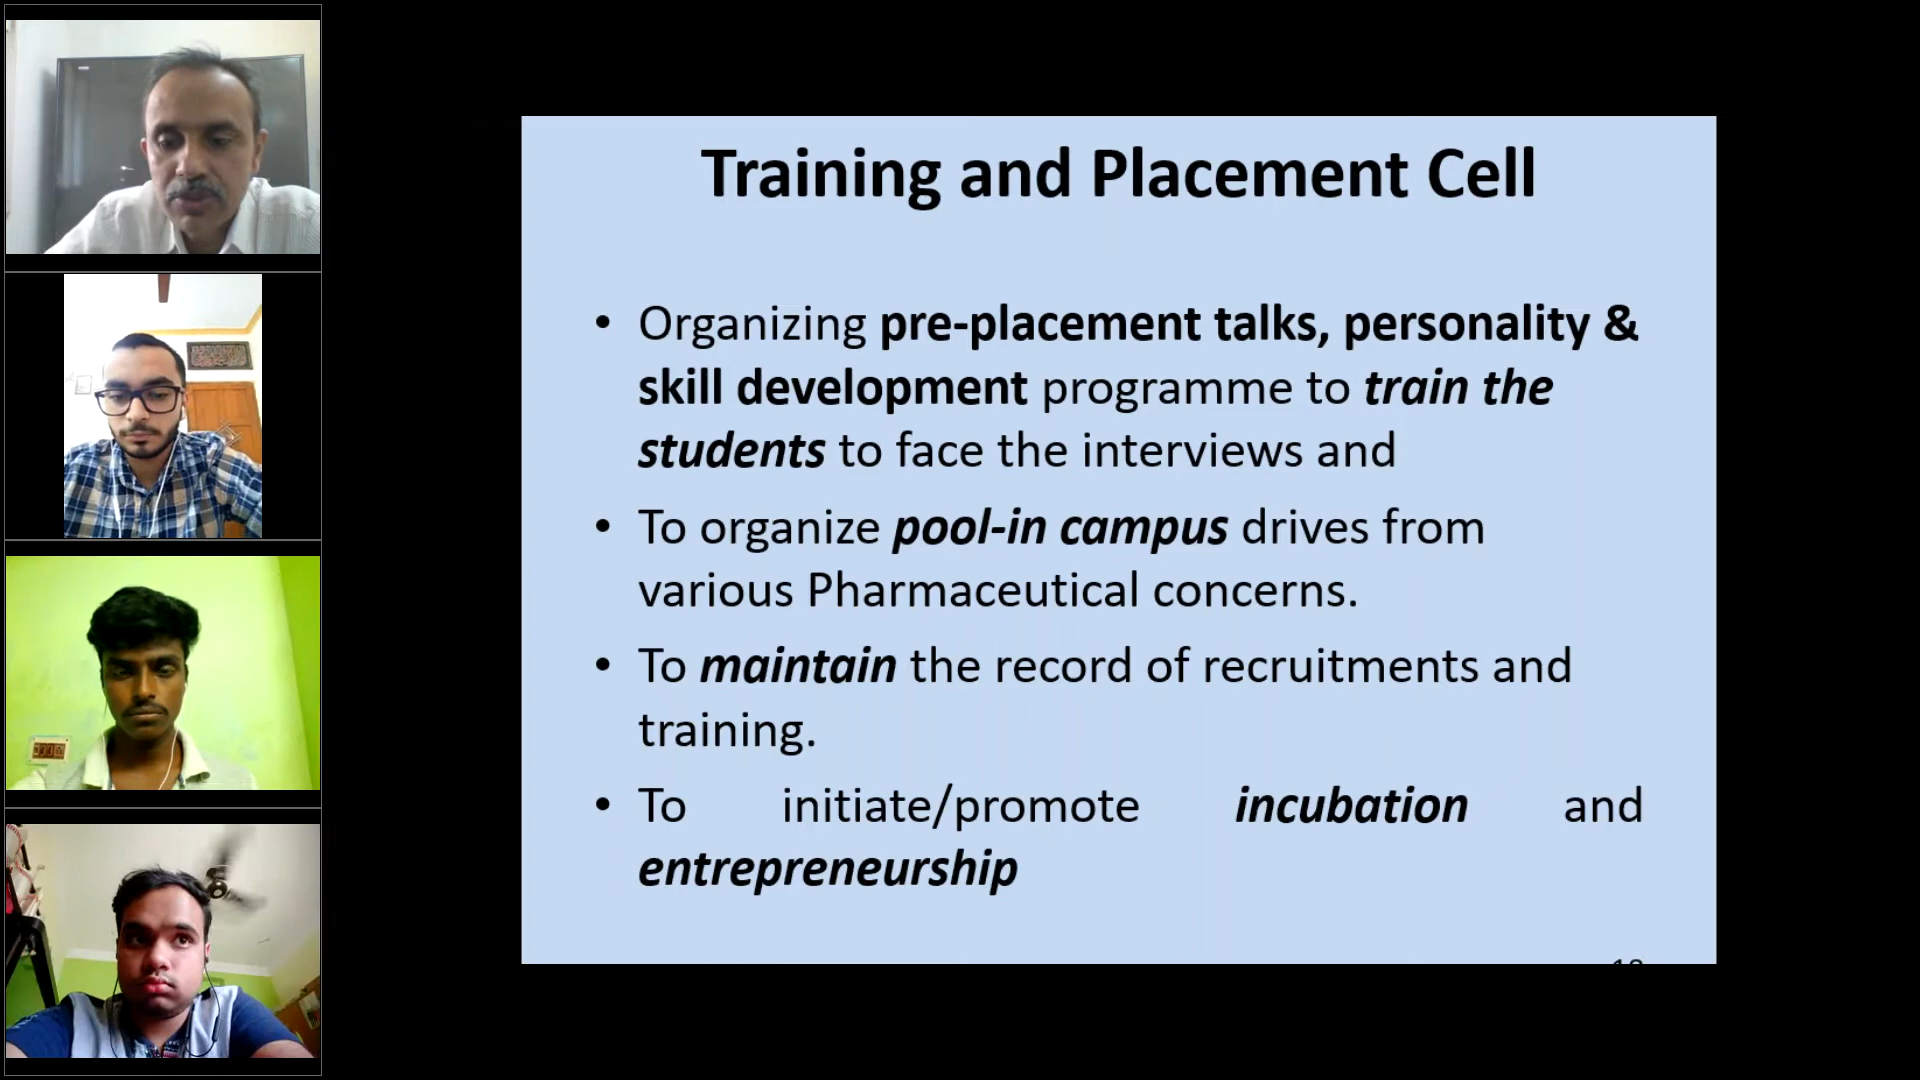 Training and Placement Cell
• Organizing pre-placement talks, personality &
skill development programme to train the
students to face the interviews and
• To organize pool-in campus drives from
various Pharmaceutical concerns.
• To maintain the record of recruitments and
training.
• To initiate/promote incubation and
entrepreneurship